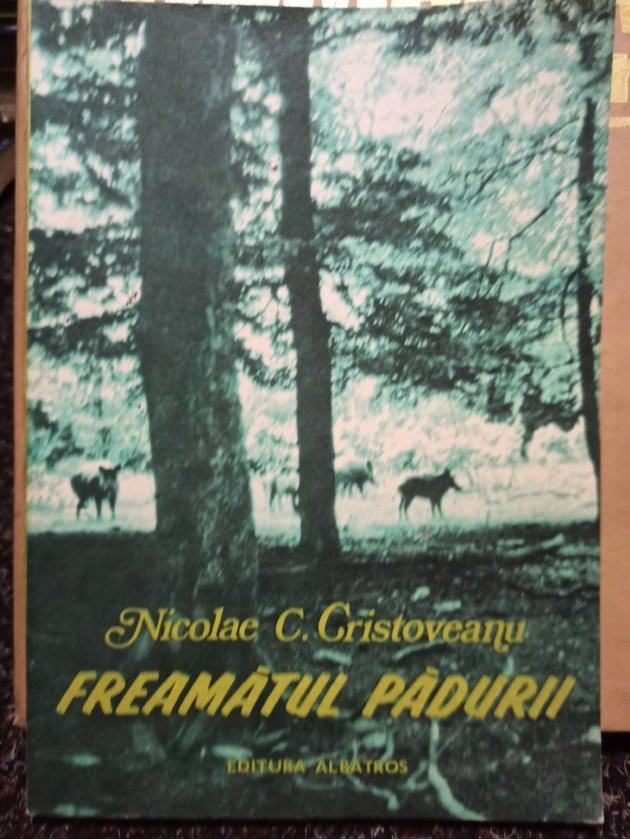 Nicolae C. Cristoveanu
FREAMĂTUL PĂDURII
EDITURA ALBATROS